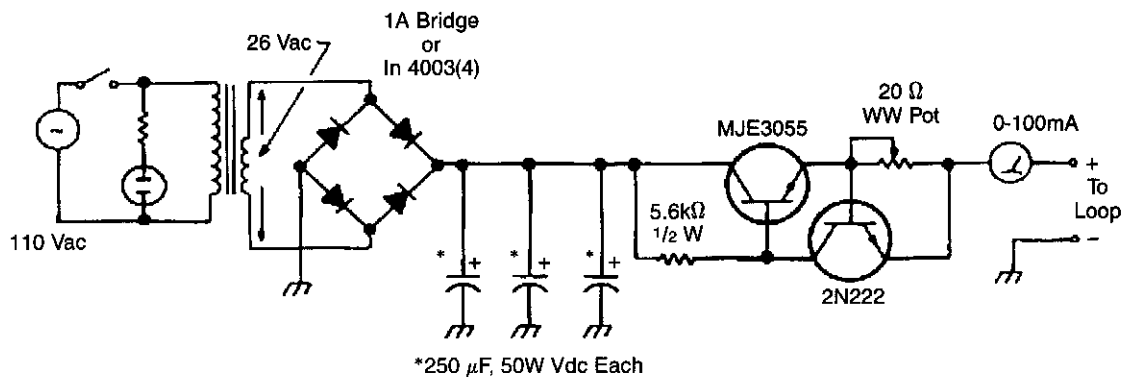 1A Bridge
or
In 4003(4)
26 Vac
110 Vac
MJE3055
20 Ω
WW Pot
0-100mA
+
To
Loop
−
5.6kΩ
1/2 W
2N222
* +
* +
* +
*250 μF, 50W Vdc Each